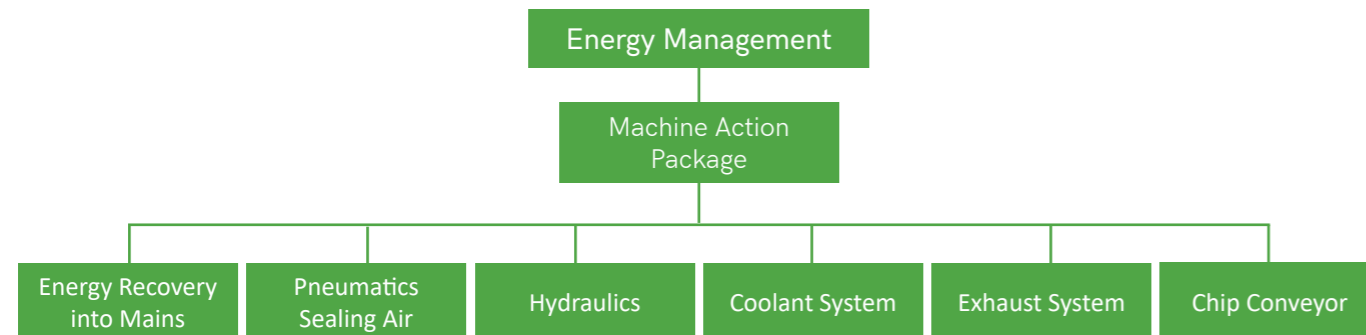 Energy Management
Machine Action
Package
Energy Recovery
into Mains
Pneumatics
Sealing Air
Hydraulics
Coolant System
Exhaust System
Chip Conveyor